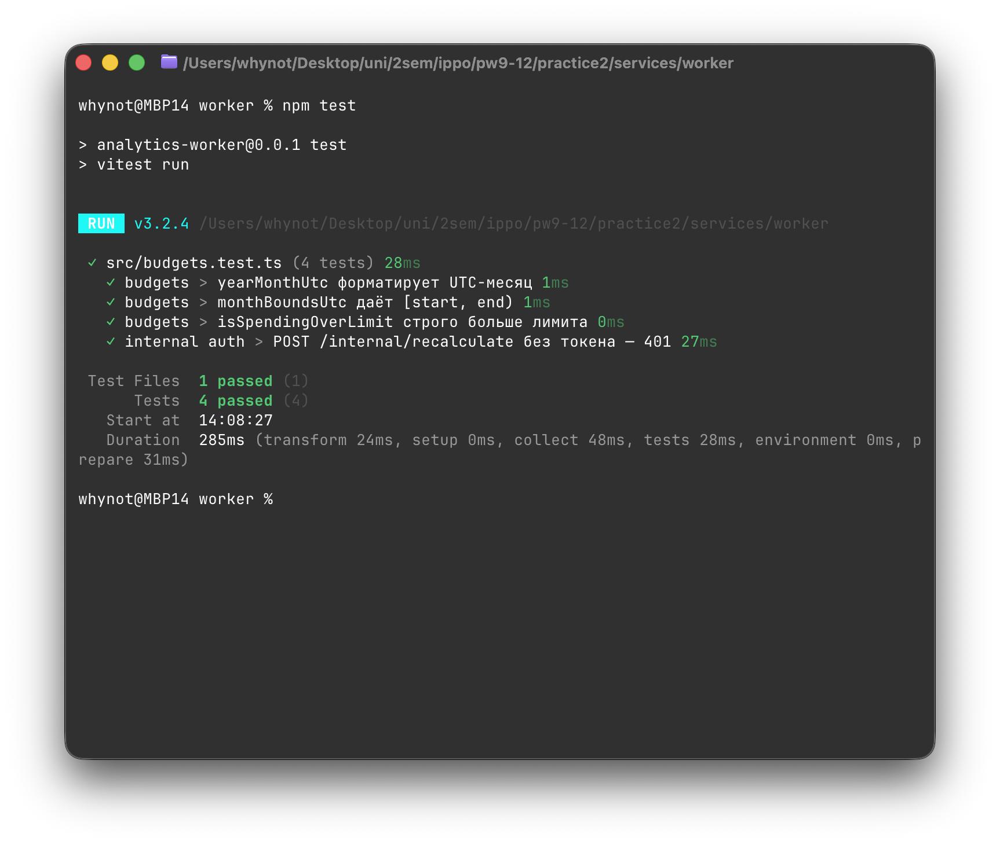 /Users/whynot/Desktop/uni/2sem/ippo/pw9-12/practice2/services/worker
whynot@MBP14 worker % npm test
> analytics-worker@0.0.1 test
> vitest run
RUN v3.2.4 /Users/whynot/Desktop/uni/2sem/ippo/pw9-12/practice2/services/worker
✓ src/budgets.test.ts (4 tests) 28ms
✓ budgets > yearMonthUtc форматирует UTC-месяц 1ms
✓ budgets > monthBoundsUtc даёт [start, end) 1ms
✓ budgets > isSpendingOverLimit строго больше лимита 0ms
✓ internal auth > POST /internal/recalculate без токена — 401 27ms
Test Files 1 passed (1)
Tests 4 passed (4)
Start at 14:08:27
Duration 285ms (transform 24ms, setup 0ms, collect 48ms, tests 28ms, environment 0ms, p
repare 31ms)
whynot@MBP14 worker %